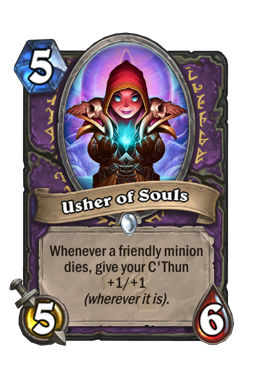 5
Usher of Souls
Whenever a friendly minion
dies, give your C'Thun
+1/+1
(wherever it is).
5 6